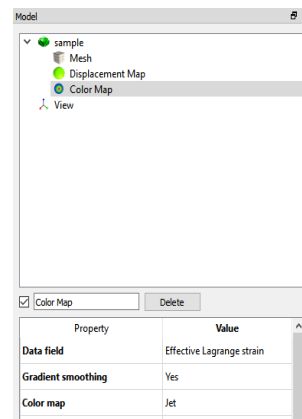 Model
sample
Mesh
Displacement Map
Color Map
View
Color Map Delete
Property Value
Data field Effective Lagrange strain
Gradient smoothing Yes
Color map Jet